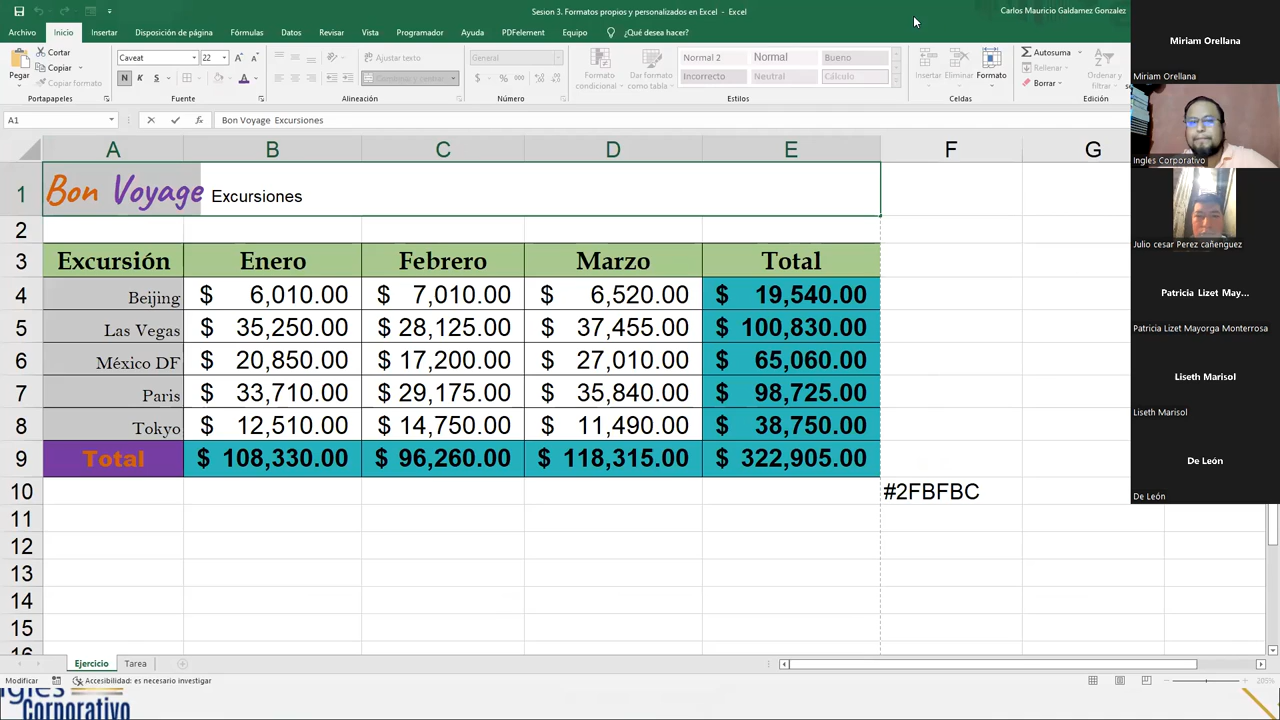 Sesion 3. Formatos propios y personalizados en Excel - Excel
Carlos Mauricio Galdamez Gonzalez
Archivo Inicio Insertar Disposición de página Fórmulas Datos Revisar Vista Programador Ayuda PDFelement Equipo ¿Qué desea hacer?
Pegar
Cortar
Copiar
Copiar formato
Portapapeles
Caveat 22
N K S
Fuente
Ajustar texto
Combinar y centrar
Alineación
General
$ % 000
Número
Formato condicional
Dar formato como tabla
Normal 2 Normal Bueno
Incorrecto Neutral Cálculo
Estilos
Insertar Eliminar Formato
Celdas
Autosuma
Rellenar
Borrar
Ordenar y
Edición
A1 fx Bon Voyage Excursiones
A B C D E F G
1 Bon Voyage Excursiones
2
3 Excursión Enero Febrero Marzo Total
4 Beijing $ 6,010.00 $ 7,010.00 $ 6,520.00 $ 19,540.00
5 Las Vegas $ 35,250.00 $ 28,125.00 $ 37,455.00 $ 100,830.00
6 México DF $ 20,850.00 $ 17,200.00 $ 27,010.00 $ 65,060.00
7 Paris $ 33,710.00 $ 29,175.00 $ 35,840.00 $ 98,725.00
8 Tokyo $ 12,510.00 $ 14,750.00 $ 11,490.00 $ 38,750.00
9 Total $ 108,330.00 $ 96,260.00 $ 118,315.00 $ 322,905.00
10 #2FBFBC
11
12
13
14
15
16
Ejercicio Tarea
Modificar Accesibilidad: es necesario investigar
205%
Ingles
Corporativo
Miriam Orellana
Miriam Orellana
Ingles Corporativo
Julio cesar Perez cañenguez
Patricia Lizet May...
Patricia Lizet Mayorga Monterrosa
Liseth Marisol
Liseth Marisol
De León
De León